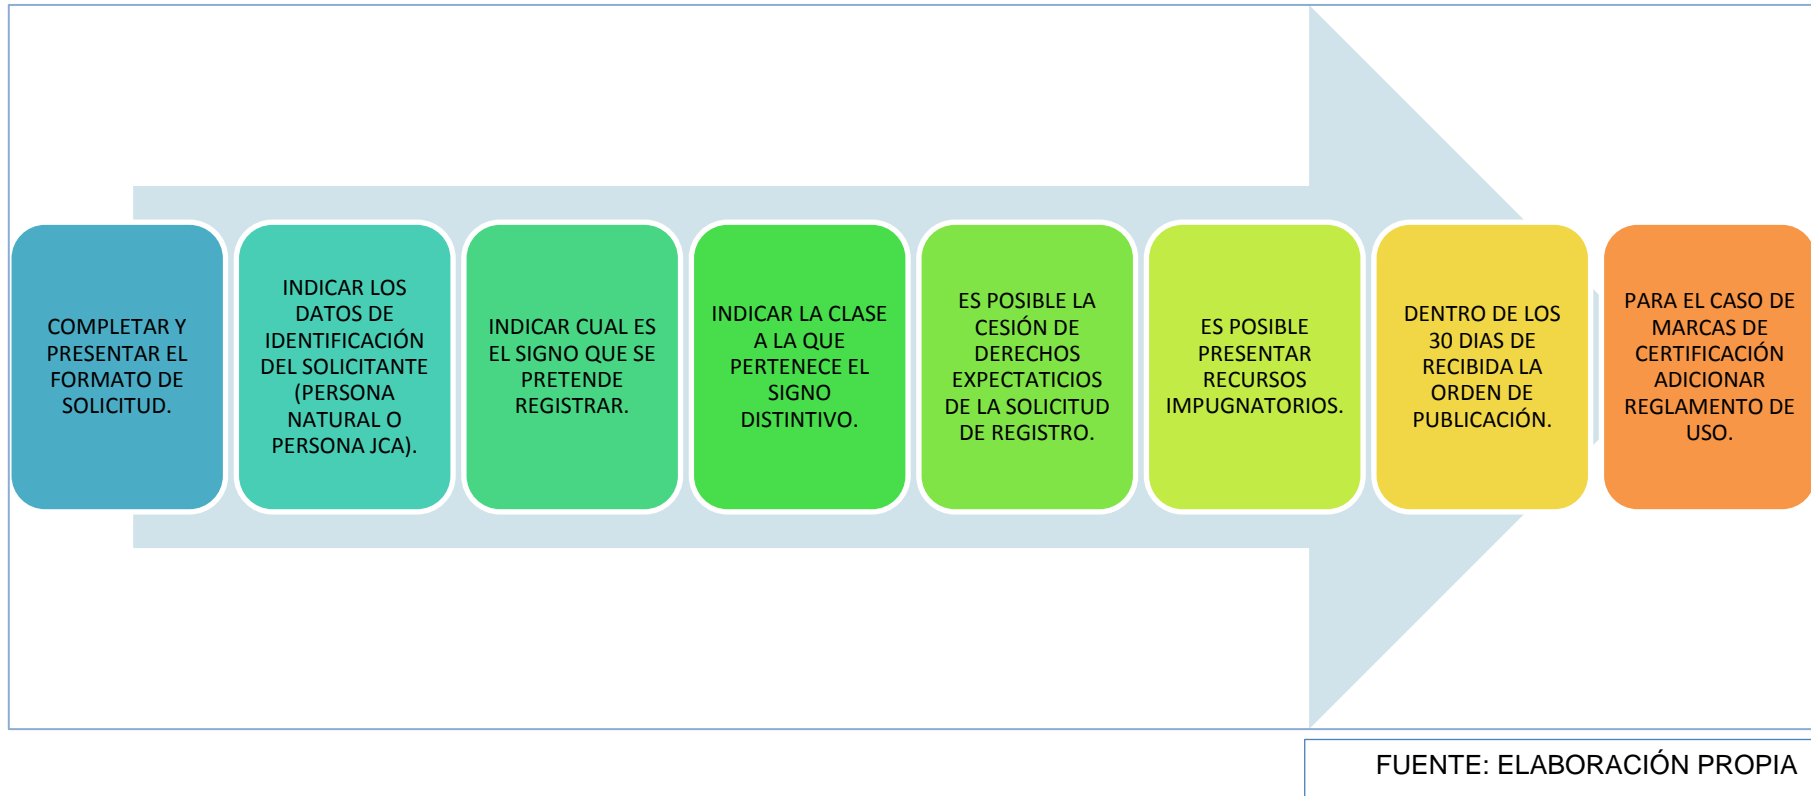 COMPLETAR Y
PRESENTAR EL
FORMATO DE
SOLICITUD.
INDICAR LOS
DATOS DE
IDENTIFICACIÓN
DEL SOLICITANTE
(PERSONA
NATURAL O
PERSONA JCA).
INDICAR CUAL ES
EL SIGNO QUE SE
PRETENDE
REGISTRAR.
INDICAR LA CLASE
A LA QUE
PERTENECE EL
SIGNO
DISTINTIVO.
ES POSIBLE LA
CESIÓN DE
DERECHOS
EXPECTATICIOS
DE LA SOLICITUD
DE REGISTRO.
ES POSIBLE
PRESENTAR
RECURSOS
IMPUGNATORIOS.
DENTRO DE LOS
30 DIAS DE
RECIBIDA LA
ORDEN DE
PUBLICACIÓN.
PARA EL CASO DE
MARCAS DE
CERTIFICACIÓN
ADICIONAR
REGLAMENTO DE
USO.
FUENTE: ELABORACIÓN PROPIA